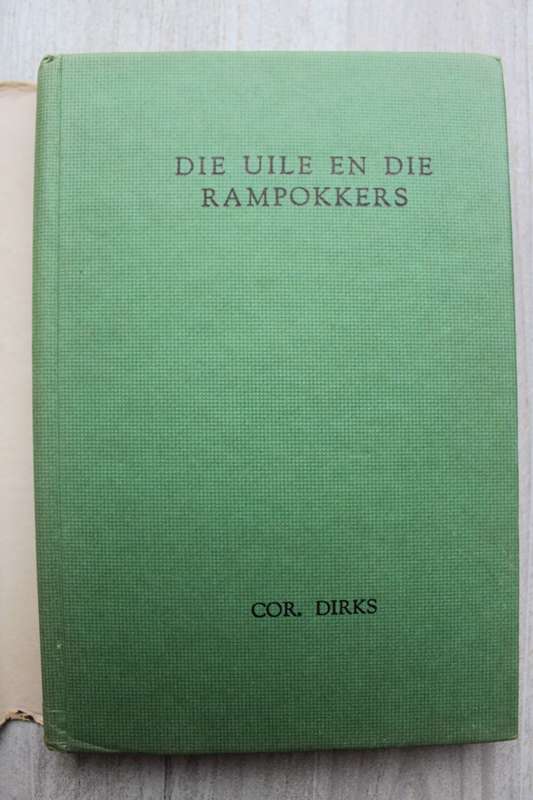 DIE UILE EN DIE
RAMPOKKERS
COR. DIRKS